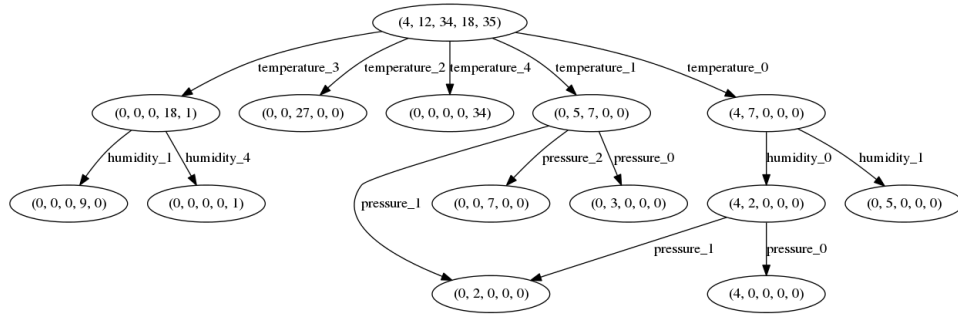 (4, 12, 34, 18, 35)
temperature_3
temperature_2
temperature_4
temperature_1
temperature_0
(0, 0, 0, 18, 1)
(0, 0, 27, 0, 0)
(0, 0, 0, 0, 34)
(0, 5, 7, 0, 0)
(4, 7, 0, 0, 0)
humidity_1
humidity_4
pressure_2
pressure_0
humidity_0
humidity_1
pressure_1
(0, 0, 0, 9, 0)
(0, 0, 0, 0, 1)
(0, 0, 7, 0, 0)
(0, 3, 0, 0, 0)
(4, 2, 0, 0, 0)
(0, 5, 0, 0, 0)
pressure_1
pressure_0
(0, 2, 0, 0, 0)
(4, 0, 0, 0, 0)